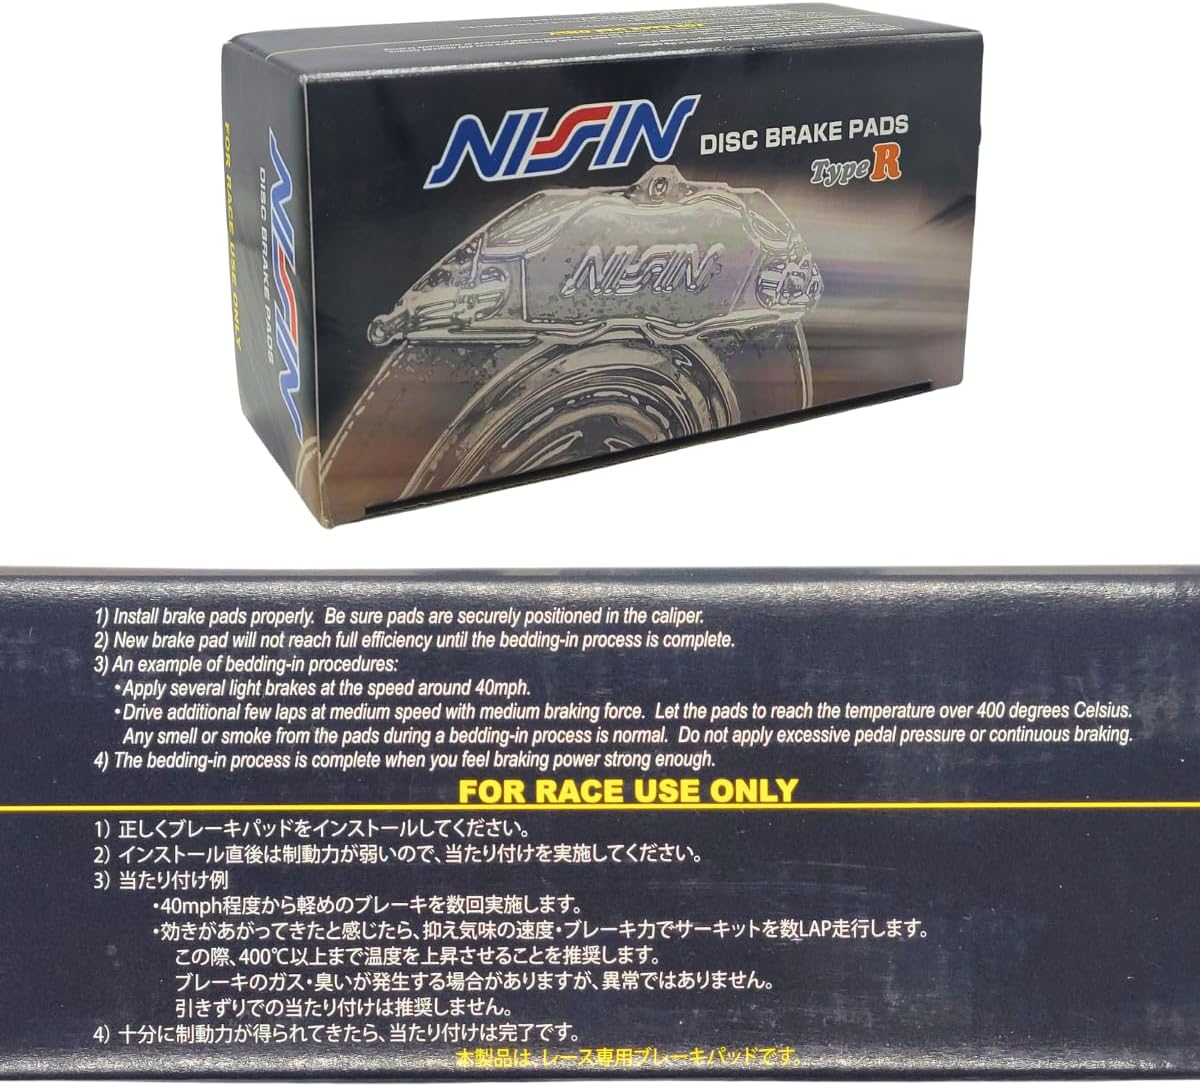 FOR RACE USE ONLY
NISSIN
DISC BRAKE PADS
Type R
NISSIN
FOR RACE USE ONLY
NISSIN
DISC BRAKE PADS
1) Install brake pads properly. Be sure pads are securely positioned in the caliper.
2) New brake pad will not reach full efficiency until the bedding-in process is complete.
3) An example of bedding-in procedures:
・Apply several light brakes at the speed around 40mph.
・Drive additional few laps at medium speed with medium braking force. Let the pads to reach the temperature over 400 degrees Celsius.
Any smell or smoke from the pads during a bedding-in process is normal. Do not apply excessive pedal pressure or continuous braking.
4) The bedding-in process is complete when you feel braking power strong enough.
FOR RACE USE ONLY
1) 正しくブレーキパッドをインストールしてください。
2) インストール直後は制動力が弱いので、当たり付けを実施してください。
3) 当たり付け例
・40mph程度から軽めのブレーキを数回実施します。
・効きがあがってきたと感じたら、抑え気味の速度・ブレーキ力でサーキットを数LAP走行します。
この際、400℃以上まで温度を上昇させることを推奨します。
ブレーキのガス・臭いが発生する場合がありますが、異常ではありません。
引きずりでの当たり付けは推奨しません。
4) 十分に制動力が得られてきたら、当たり付けは完了です。
本製品は、レース専用ブレーキパッドです。